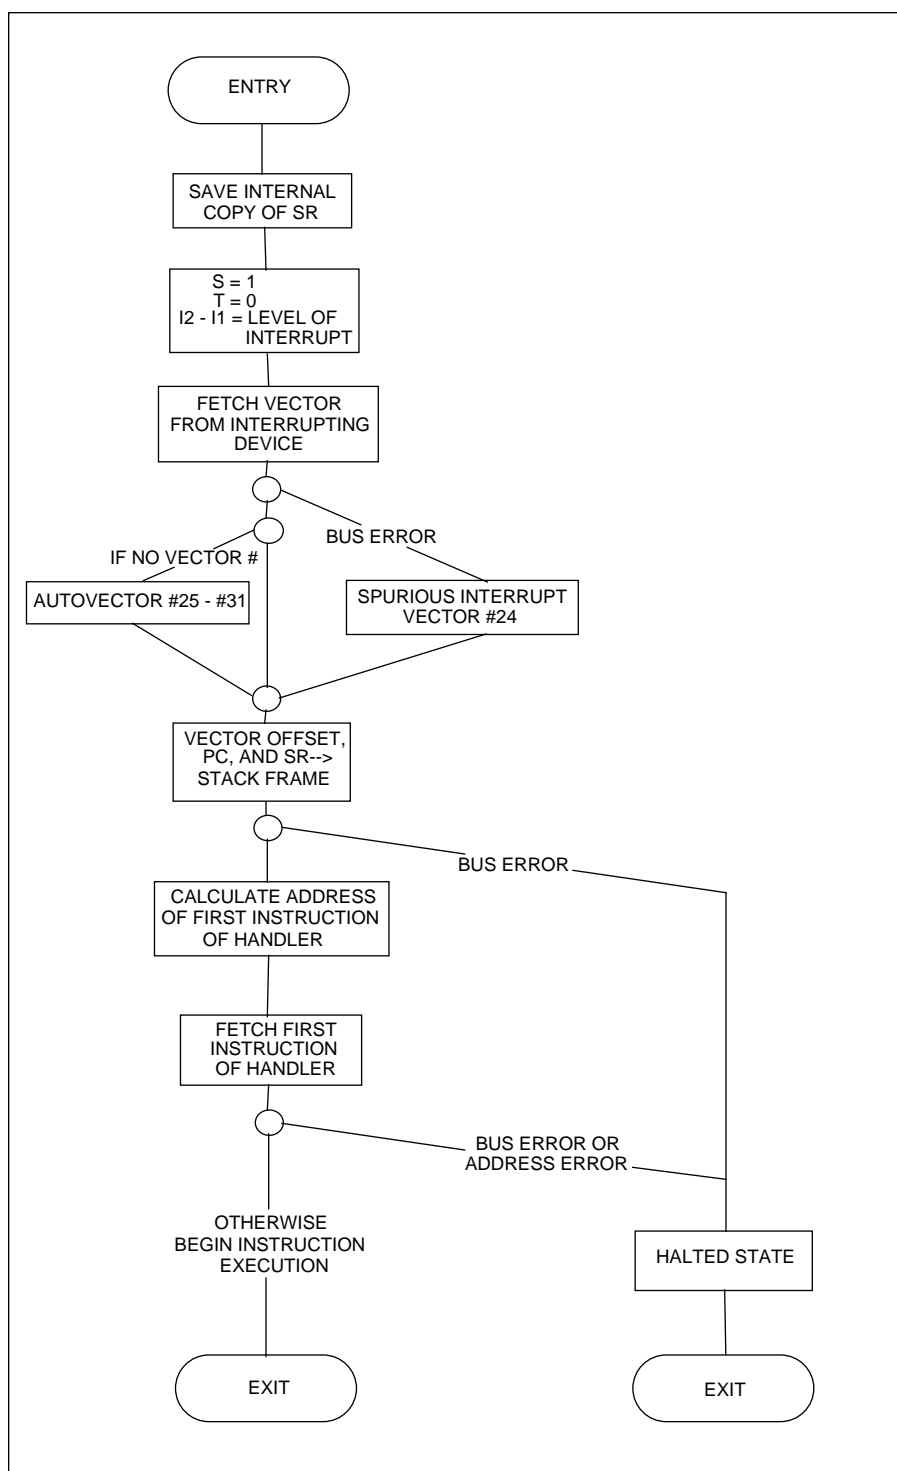 ENTRY
SAVE INTERNAL
COPY OF SR
S = 1
T = 0
I2 - I1 = LEVEL OF
INTERRUPT
FETCH VECTOR
FROM INTERRUPTING
DEVICE
BUS ERROR
IF NO VECTOR #
AUTOVECTOR #25 - #31
SPURIOUS INTERRUPT
VECTOR #24
VECTOR OFFSET,
PC, AND SR-->
STACK FRAME
BUS ERROR
CALCULATE ADDRESS
OF FIRST INSTRUCTION
OF HANDLER
FETCH FIRST
INSTRUCTION
OF HANDLER
BUS ERROR OR
ADDRESS ERROR
OTHERWISE
BEGIN INSTRUCTION
EXECUTION
HALTED STATE
EXIT
EXIT